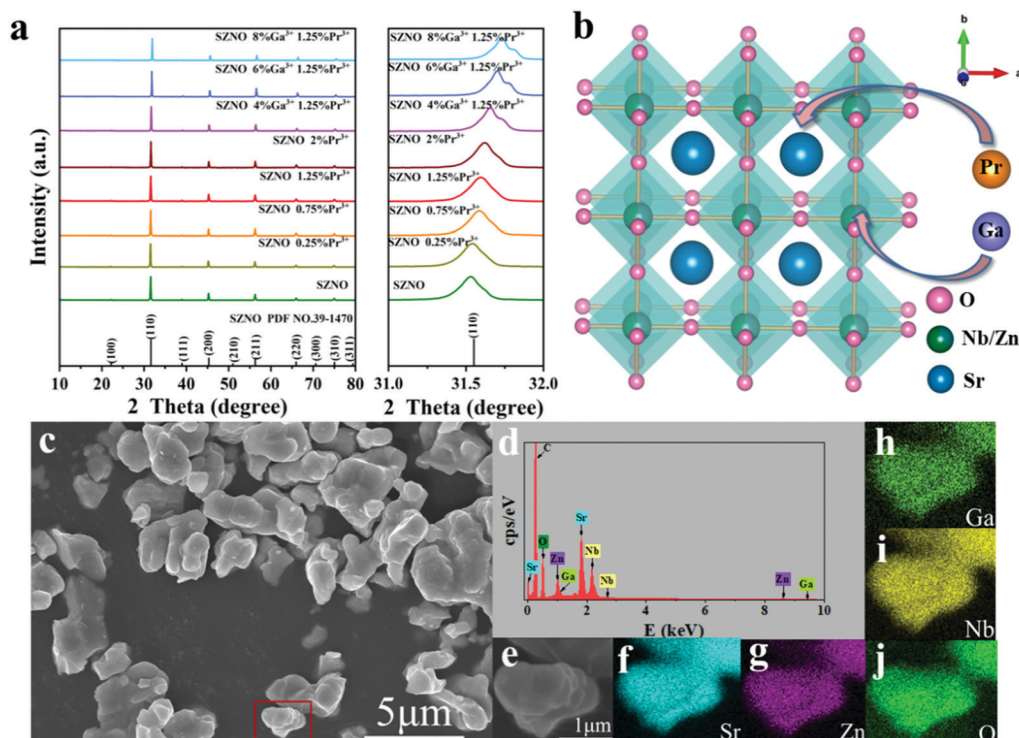 a
Intensity (a.u.)
SZNO 8%Ga³⁺ 1.25%Pr³⁺
SZNO 6%Ga³⁺ 1.25%Pr³⁺
SZNO 4%Ga³⁺ 1.25%Pr³⁺
SZNO 2%Pr³⁺
SZNO 1.25%Pr³⁺
SZNO 0.75%Pr³⁺
SZNO 0.25%Pr³⁺
SZNO
SZNO PDF NO.39-1470
(100)
(110)
(111)
(200)
(210)
(211)
(220)
(300)
(310)
(311)
10 20 30 40 50 60 70 80
2 Theta (degree)
SZNO 8%Ga³⁺ 1.25%Pr³⁺
SZNO 6%Ga³⁺ 1.25%Pr³⁺
SZNO 4%Ga³⁺ 1.25%Pr³⁺
SZNO 2%Pr³⁺
SZNO 1.25%Pr³⁺
SZNO 0.75%Pr³⁺
SZNO 0.25%Pr³⁺
SZNO
(110)
31.0 31.5 32.0
2 Theta (degree)
b
b
a
Pr
Ga
O
Nb/Zn
Sr
c
5μm
d
cps/eV
C
Sr
O
Zn
Ga
Sr
Nb
Nb
Zn
Ga
0 2 4 6 8 10
E (keV)
e
1μm
f
Sr
g
Zn
h
Ga
i
Nb
j
O